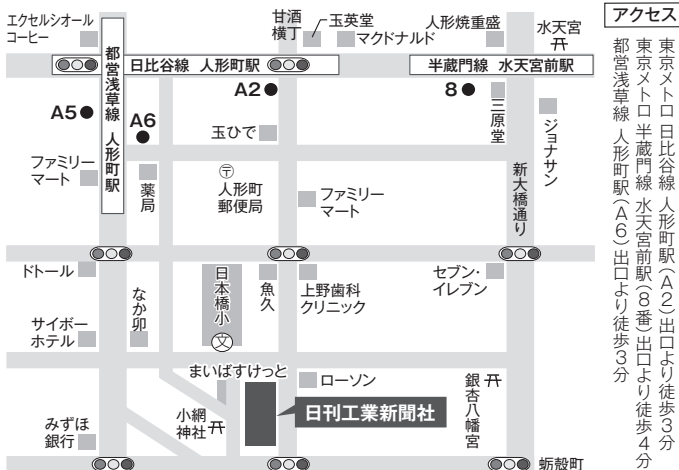 エクセルシオール
コーヒー
甘酒
横丁
玉英堂
マクドナルド
人形焼重盛
水天宮
都営浅草線 人形町駅
日比谷線 人形町駅
半蔵門線 水天宮前駅
A5
A6
A2
8
玉ひで
三原堂
ジョナサン
ファミリー
マート
薬局
〒
人形町
郵便局
ファミリー
マート
新大橋通り
ドトール
なか卯
日本橋小
文
魚久
上野歯科
クリニック
セブン・
イレブン
サイボー
ホテル
まいばすけっと
ローソン
小網
神社
日刊工業新聞社
銀杏八幡宮
みずほ
銀行
蛎殻町
アクセス
東京メトロ 日比谷線 人形町駅(A2)出口より徒歩3分
東京メトロ 半蔵門線 水天宮前駅(8番)出口より徒歩4分
都営浅草線 人形町駅(A6)出口より徒歩3分